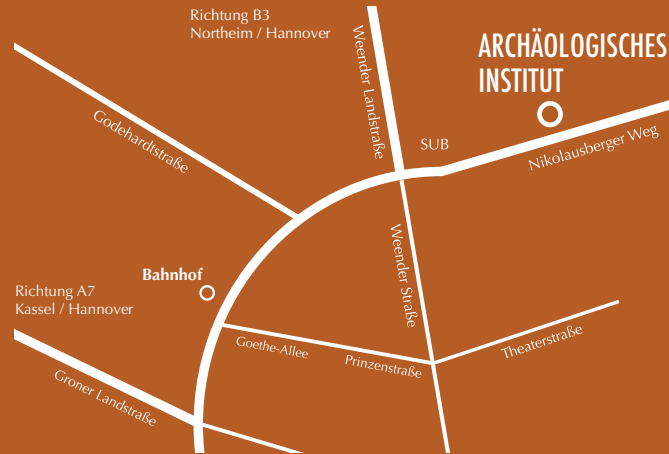 Richtung B3
Northeim / Hannover
ARCHÄOLOGISCHES
INSTITUT
Weender Landstraße
SUB
Nikolausberger Weg
Godehardtstraße
Weender Straße
Bahnhof
Richtung A7
Kassel / Hannover
Goethe-Allee
Prinzenstraße
Theaterstraße
Groner Landstraße